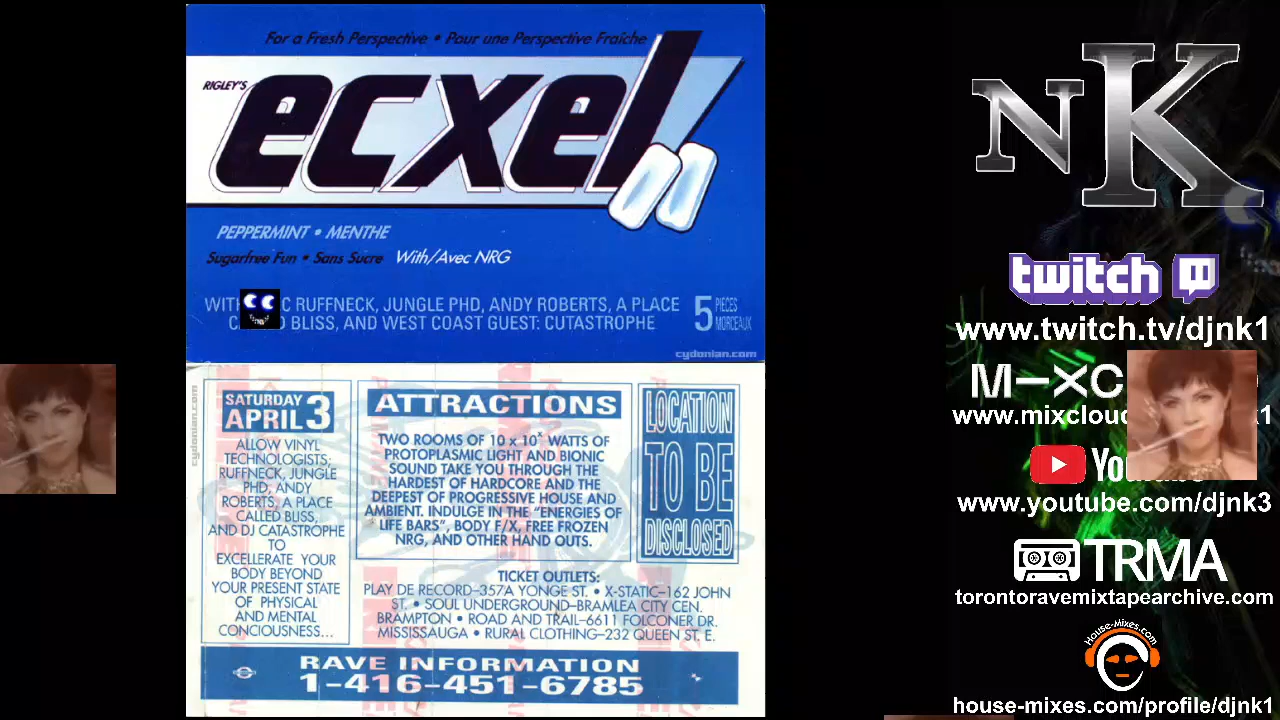 For a Fresh Perspective • Pour une Perspective Fraîche
RIGLEY'S
ecxel
PEPPERMINT • MENTHE
Sugarfree Fun • Sans Sucre With/Avec NRG
C RUFFNECK, JUNGLE PHD, ANDY ROBERTS, A PLACE
BLISS, AND WEST COAST GUEST: CUTASTROPHE
5 PIECES
MORCEAUX
cydonian.com
cydonian.com
SATURDAY
APRIL 3
ALLOW VINYL
TECHNOLOGISTS;
RUFFNECK, JUNGLE
PHD, ANDY
ROBERTS, A PLACE
CALLED BLISS,
AND DJ CATASTROPHE
TO
EXCELLERATE YOUR
BODY BEYOND
YOUR PRESENT STATE
OF PHYSICAL
AND MENTAL
CONCIOUSNESS...
ATTRACTIONS
TWO ROOMS OF 10 x 10x WATTS OF
PROTOPLASMIC LIGHT AND BIONIC
SOUND TAKE YOU THROUGH THE
HARDEST OF HARDCORE AND THE
DEEPEST OF PROGRESSIVE HOUSE AND
AMBIENT. INDULGE IN THE "ENERGIES OF
LIFE BARS", BODY F/X, FREE FROZEN
NRG, AND OTHER HAND OUTS.
LOCATION
TO BE
DISCLOSED
TICKET OUTLETS:
PLAY DE RECORD–357A YONGE ST. • X-STATIC–162 JOHN
ST. • SOUL UNDERGROUND–BRAMLEA CITY CEN.
BRAMPTON • ROAD AND TRAIL–6611 FOLCONER DR.
MISSISSAUGA • RURAL CLOTHING–232 QUEEN ST. E.
RAVE INFORMATION
1-416-451-6785
NK
twitch
www.twitch.tv/djnk1
www.youtube.com/djnk3
TRMA
torontoravemixtapearchive.com
House-Mixes.com
house-mixes.com/profile/djnk1